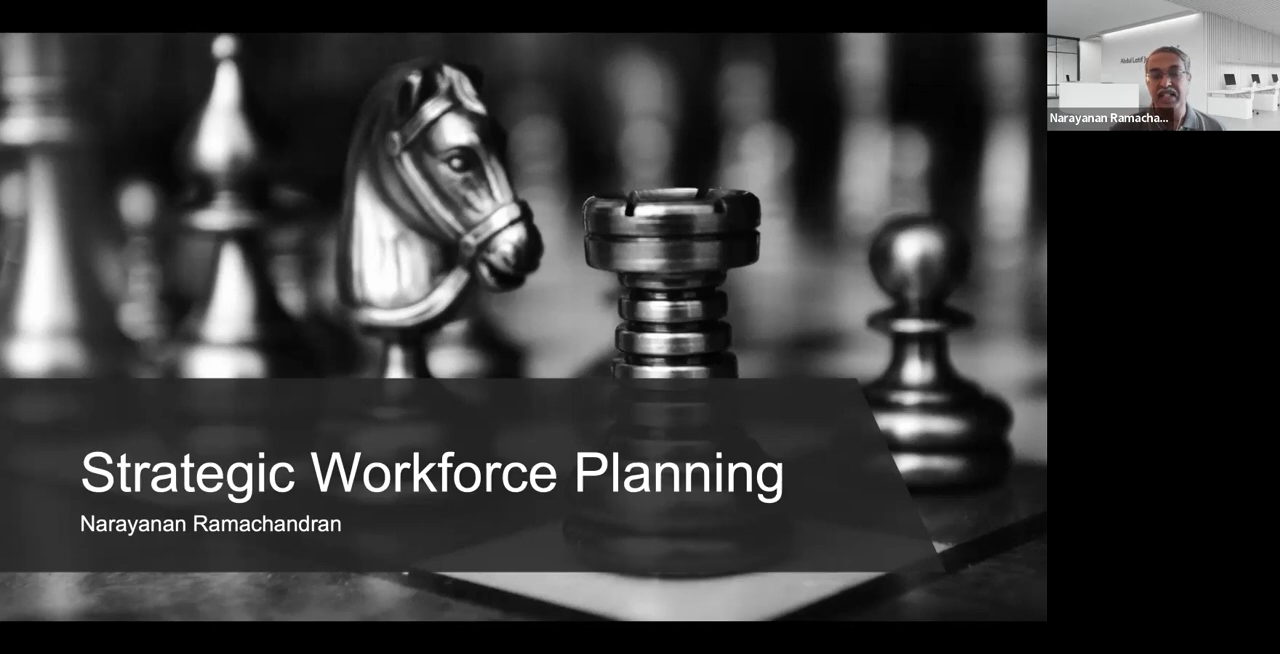 Strategic Workforce Planning
Narayanan Ramachandran
Narayanan Ramacha...